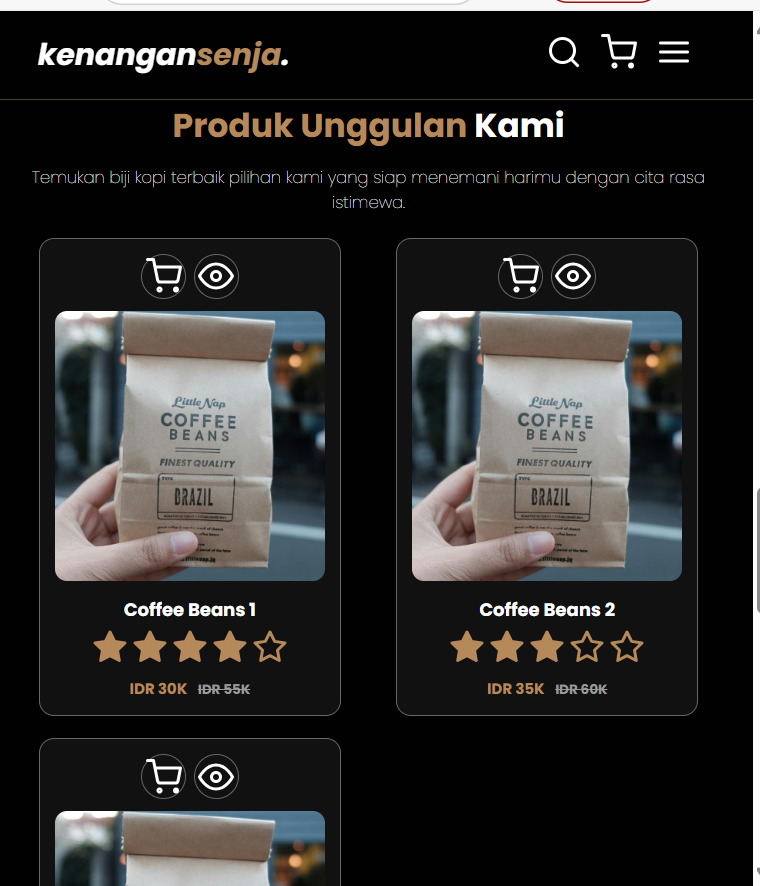 kenangansenja.
Produk Unggulan Kami
Temukan biji kopi terbaik pilihan kami yang siap menemani harimu dengan cita rasa
istimewa.
Little Nap
COFFEE
BEANS
FINEST QUALITY
TYPE
BRAZIL
Coffee Beans 1
IDR 30K IDR 55K
Little Nap
COFFEE
BEANS
FINEST QUALITY
TYPE
BRAZIL
Coffee Beans 2
IDR 35K IDR 60K